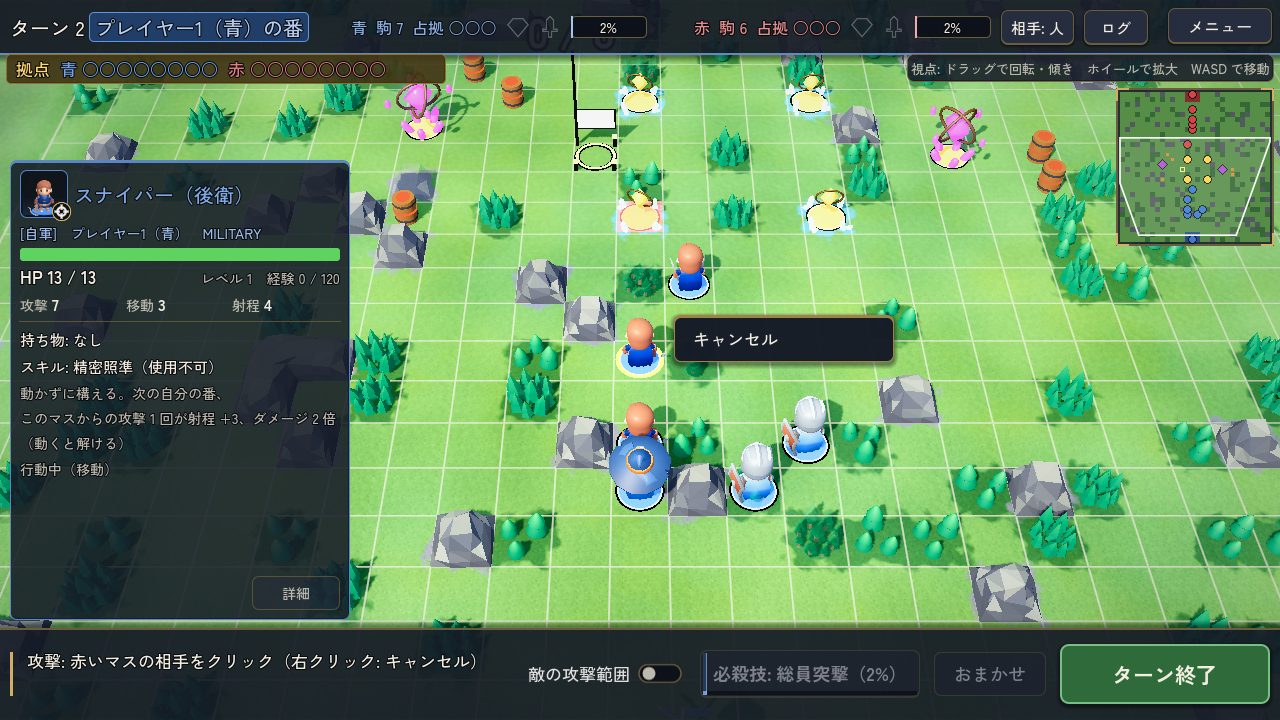 ターン 2 プレイヤー1（青）の番 青 駒 7 占拠 〇〇〇 2% 赤 駒 6 占拠 〇〇〇 2% 相手: 人 ログ メニュー
拠点 青 〇〇〇〇〇〇〇〇 赤 〇〇〇〇〇〇〇〇
視点: ドラッグで回転・傾き ホイールで拡大 WASD で移動
スナイパー（後衛）
[自軍] プレイヤー1（青） MILITARY
HP 13 / 13 レベル 1 経験 0 / 120
攻撃 7 移動 3 射程 4
持ち物: なし
スキル: 精密照準（使用不可）
動かずに構える。次の自分の番、
このマスからの攻撃 1 回が射程 +3、ダメージ 2 倍
（動くと解ける）
行動中（移動）
詳細
キャンセル
攻撃: 赤いマスの相手をクリック（右クリック: キャンセル）
敵の攻撃範囲
必殺技: 総員突撃（2%）
おまかせ
ターン終了